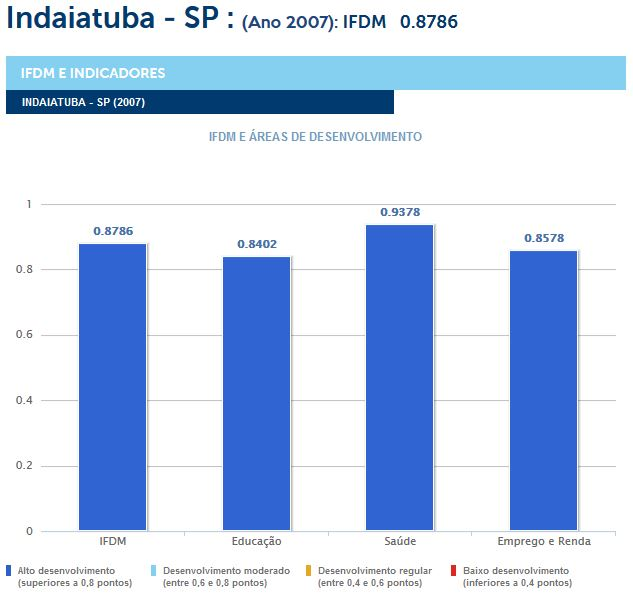 Indaiatuba - SP : (Ano 2007): IFDM 0.8786
IFDM E INDICADORES
INDAIATUBA - SP (2007)
IFDM E ÁREAS DE DESENVOLVIMENTO
1
0.8
0.6
0.4
0.2
0
0.8786
0.8402
0.9378
0.8578
IFDM
Educação
Saúde
Emprego e Renda
Alto desenvolvimento
(superiores a 0,8 pontos)
Desenvolvimento moderado
(entre 0,6 e 0,8 pontos)
Desenvolvimento regular
(entre 0,4 e 0,6 pontos)
Baixo desenvolvimento
(inferiores a 0,4 pontos)